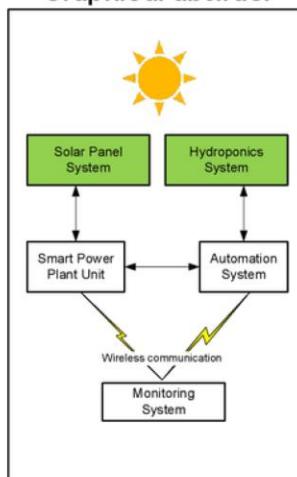 Graphical abstract
Solar Panel
System
Hydroponics
System
Smart Power
Plant Unit
Automation
System
Wireless communication
Monitoring
System